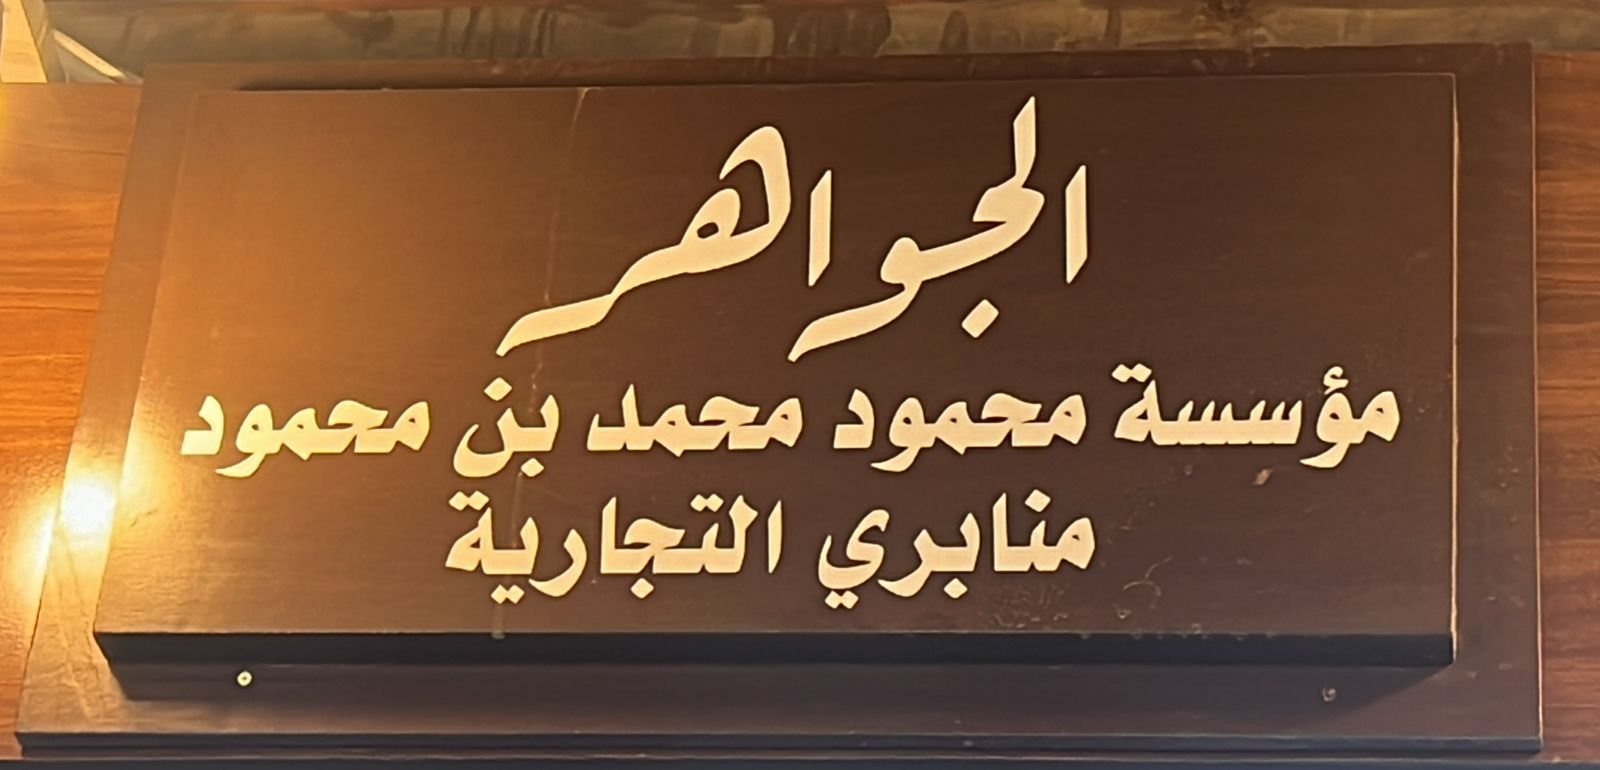 الجواهر
مؤسسة محمود محمد بن محمود
منابري التجارية